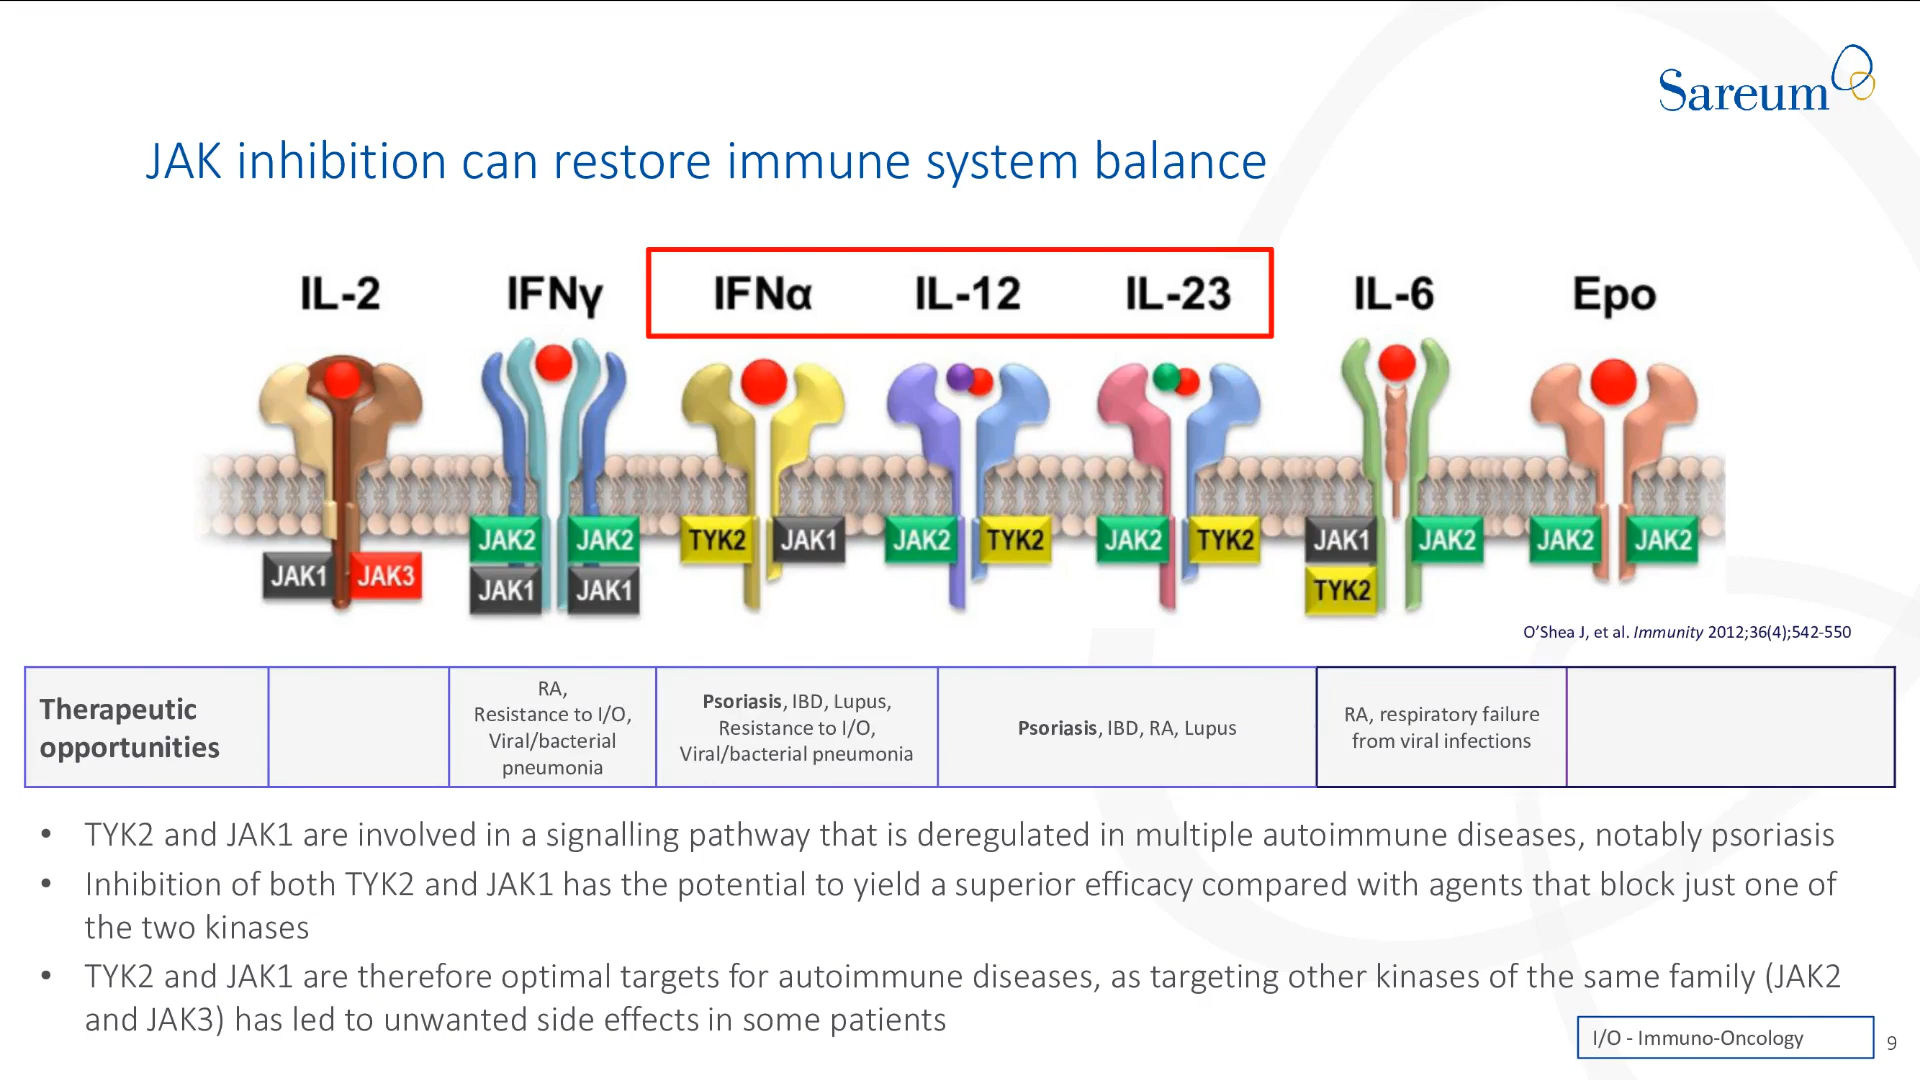 Sareum
JAK inhibition can restore immune system balance
IL-2 IFNγ IFNα IL-12 IL-23 IL-6 Epo
JAK2 JAK2 TYK2 JAK1 JAK2 TYK2 JAK2 TYK2 JAK1 JAK2 JAK2 JAK2
JAK1 JAK3 JAK1 JAK1 TYK2
O’Shea J, et al. Immunity 2012;36(4);542-550
Therapeutic
opportunities
RA,
Resistance to I/O,
Viral/bacterial
pneumonia
Psoriasis, IBD, Lupus,
Resistance to I/O,
Viral/bacterial pneumonia
Psoriasis, IBD, RA, Lupus
RA, respiratory failure
from viral infections
• TYK2 and JAK1 are involved in a signalling pathway that is deregulated in multiple autoimmune diseases, notably psoriasis
• Inhibition of both TYK2 and JAK1 has the potential to yield a superior efficacy compared with agents that block just one of
the two kinases
• TYK2 and JAK1 are therefore optimal targets for autoimmune diseases, as targeting other kinases of the same family (JAK2
and JAK3) has led to unwanted side effects in some patients
I/O - Immuno-Oncology
9